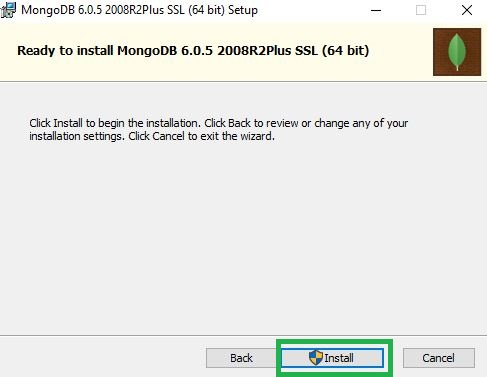 MongoDB 6.0.5 2008R2Plus SSL (64 bit) Setup
Ready to install MongoDB 6.0.5 2008R2Plus SSL (64 bit)
Click Install to begin the installation. Click Back to review or change any of your
installation settings. Click Cancel to exit the wizard.
Back Install Cancel